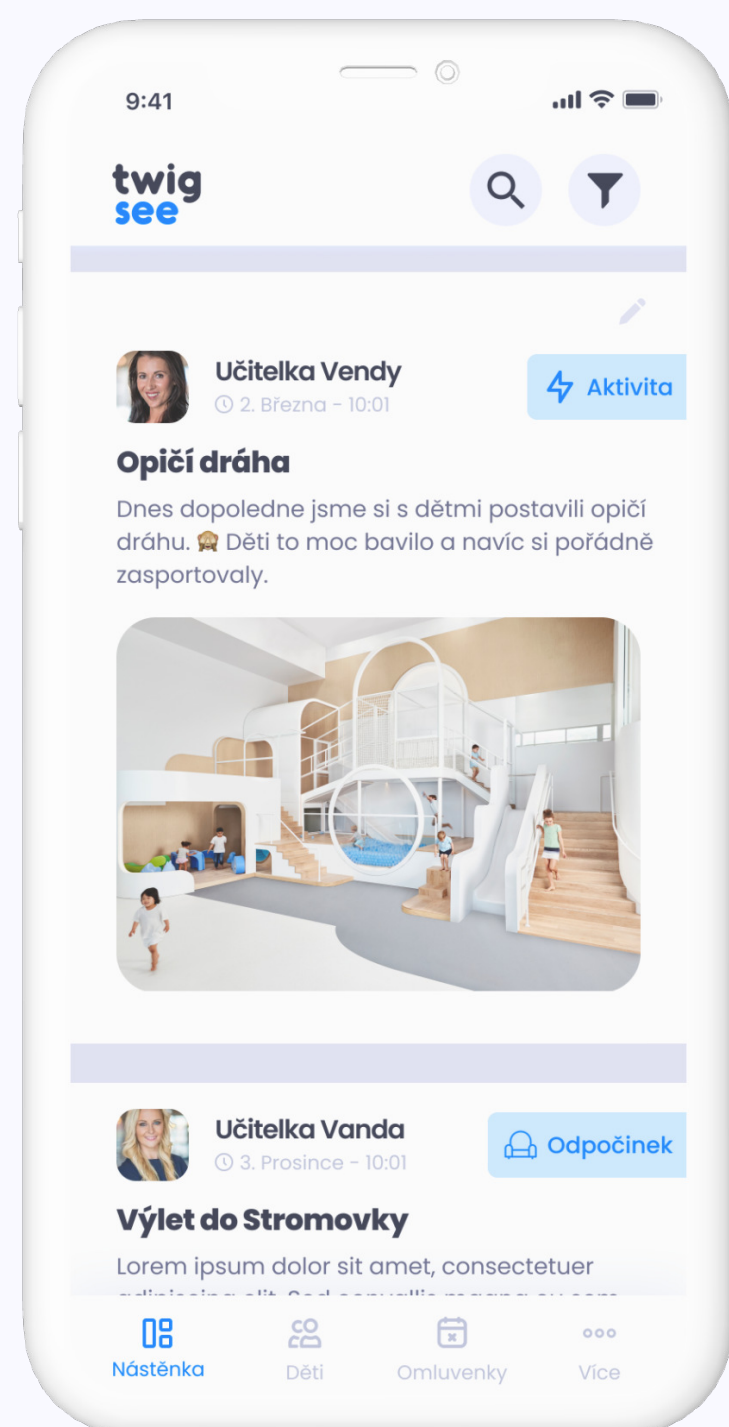 9:41
twig
see
Učitelka Vendy
2. Března - 10:01
Aktivita
Opičí dráha
Dnes dopoledne jsme si s dětmi postavili opičí
dráhu. 🙈 Děti to moc bavilo a navíc si pořádně
zasportovaly.
Učitelka Vanda
3. Prosince - 10:01
Odpočinek
Výlet do Stromovky
Lorem ipsum dolor sit amet, consectetuer
Nástěnka
Děti
Omluvenky
Více